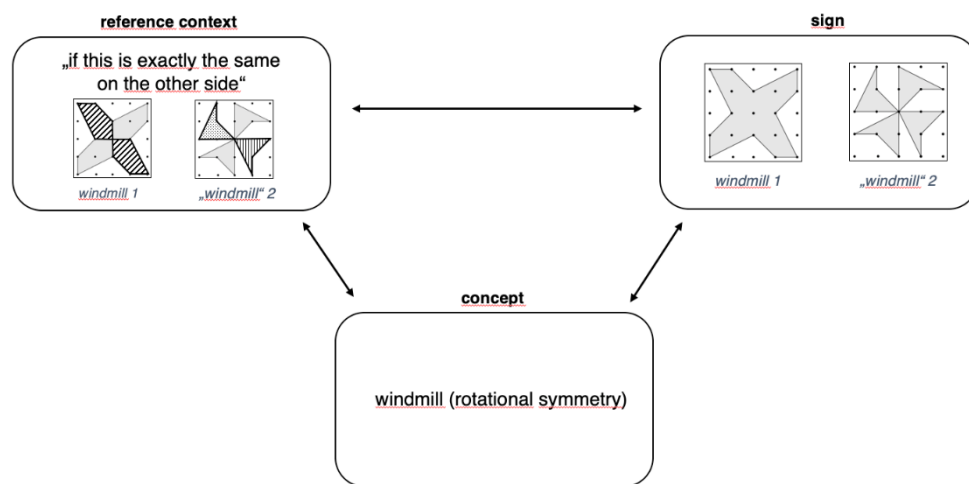 reference context
sign
„if this is exactly the same
on the other side“
windmill 1
„windmill“ 2
windmill 1
„windmill“ 2
concept
windmill (rotational symmetry)